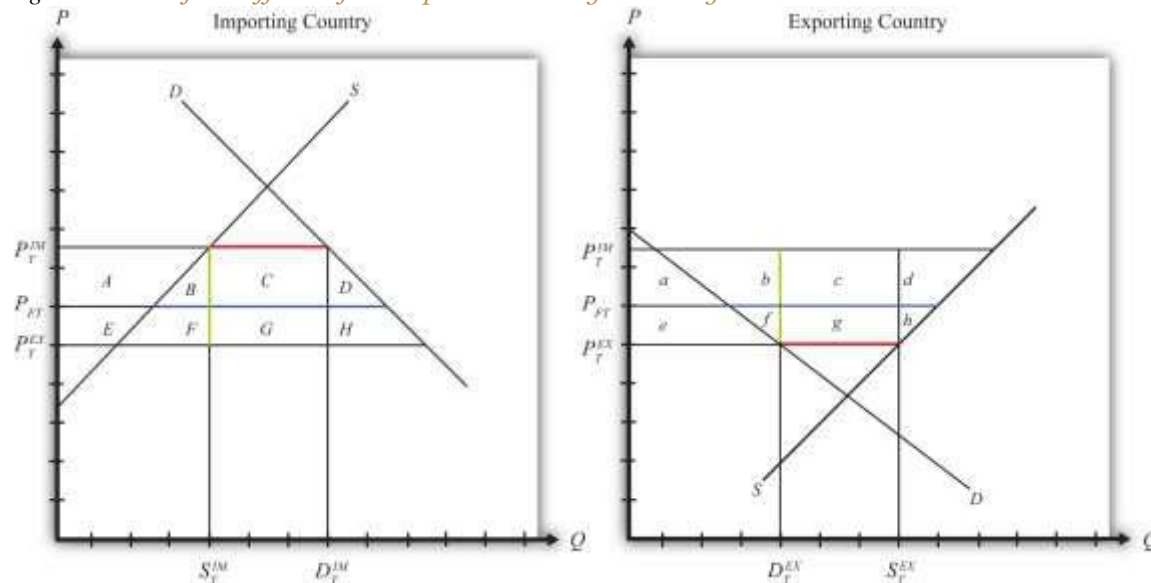 Importing Country
P
D
S
P_T^IM
A
B
C
D
P_FT
E
F
G
H
P_T^EX
S_T^IM
D_T^IM
Q
Exporting Country
P
P_T^IM
a
b
c
d
P_FT
e
f
g
h
P_T^EX
S
D
D_T^EX
S_T^EX
Q